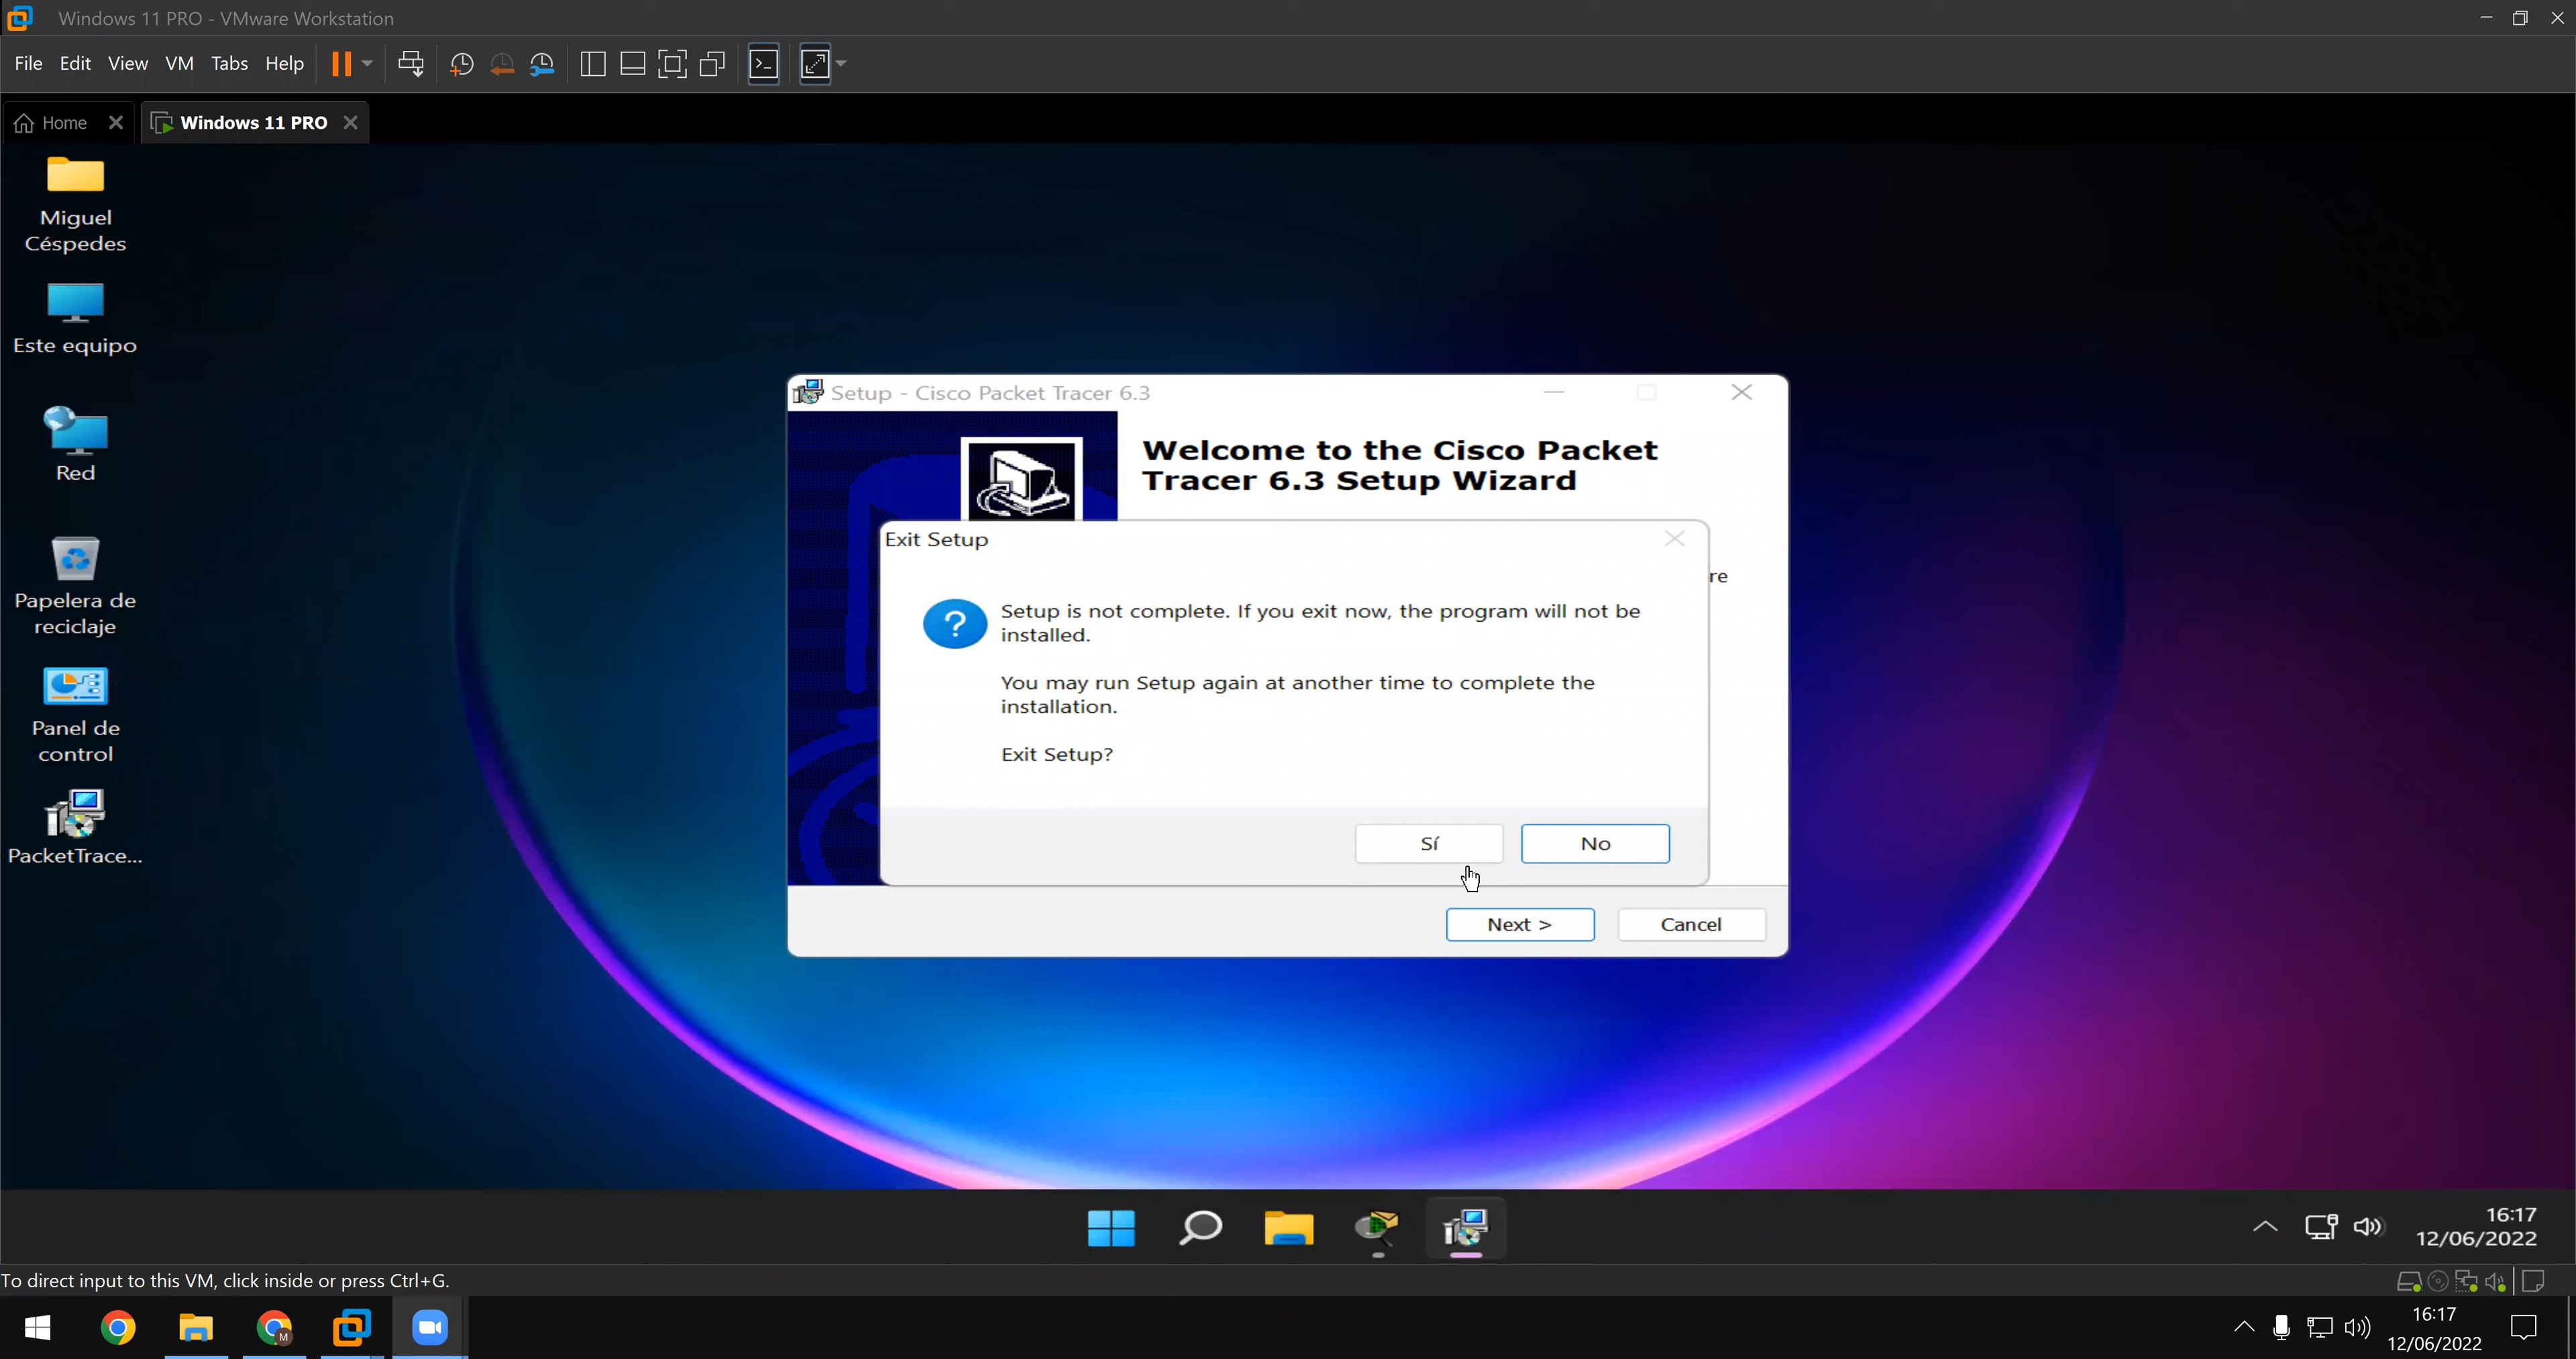 Windows 11 PRO - VMware Workstation
File Edit View VM Tabs Help
Home
Windows 11 PRO
Miguel
Céspedes
Este equipo
Red
Papelera de
reciclaje
Panel de
control
PacketTrace...
Setup - Cisco Packet Tracer 6.3
Welcome to the Cisco Packet
Tracer 6.3 Setup Wizard
re
Exit Setup
?
Setup is not complete. If you exit now, the program will not be
installed.
You may run Setup again at another time to complete the
installation.
Exit Setup?
Sí
No
Next >
Cancel
16:17
12/06/2022
To direct input to this VM, click inside or press Ctrl+G.
M
16:17
12/06/2022